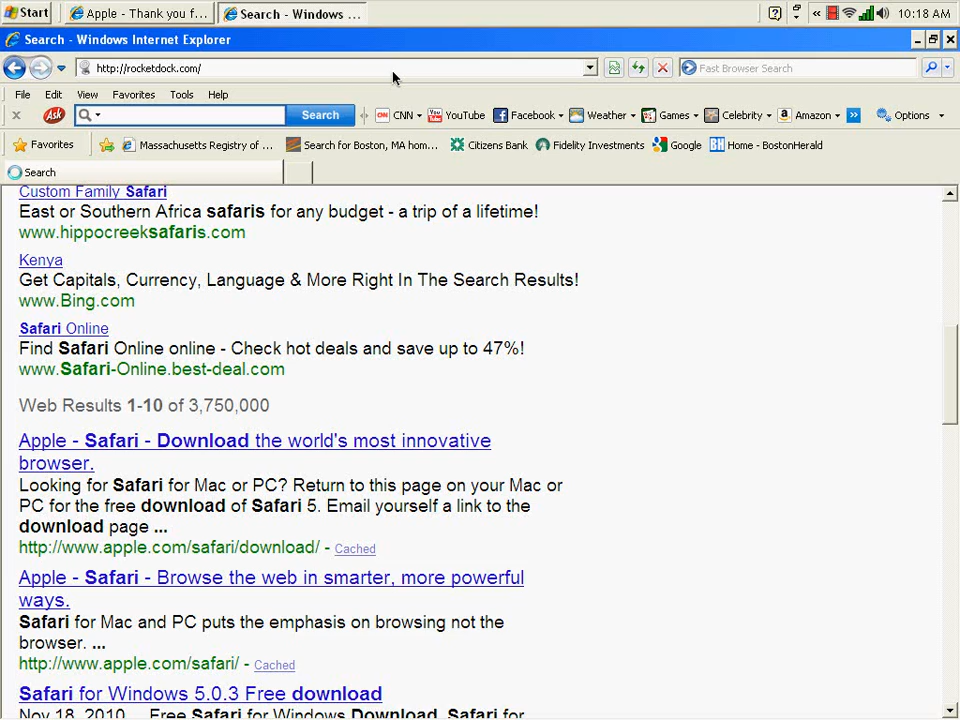 Start
Apple - Thank you f...
Search - Windows ...
10:18 AM
Search - Windows Internet Explorer
http://rocketdock.com/
Fast Browser Search
File Edit View Favorites Tools Help
Ask
Search
CNN YouTube Facebook Weather Games Celebrity Amazon Options
Favorites Massachusetts Registry of ... Search for Boston, MA hom... Citizens Bank Fidelity Investments Google Home - BostonHerald
Search
Custom Family Safari
East or Southern Africa safaris for any budget - a trip of a lifetime!
www.hippocreeksafaris.com
Kenya
Get Capitals, Currency, Language & More Right In The Search Results!
www.Bing.com
Safari Online
Find Safari Online online - Check hot deals and save up to 47%!
www.Safari-Online.best-deal.com
Web Results 1-10 of 3,750,000
Apple - Safari - Download the world's most innovative
browser.
Looking for Safari for Mac or PC? Return to this page on your Mac or
PC for the free download of Safari 5. Email yourself a link to the
download page ...
http://www.apple.com/safari/download/ - Cached
Apple - Safari - Browse the web in smarter, more powerful
ways.
Safari for Mac and PC puts the emphasis on browsing not the
browser. ...
http://www.apple.com/safari/ - Cached
Safari for Windows 5.0.3 Free download
Nov 18, 2010 ... Free Safari for Windows Download. Safari for